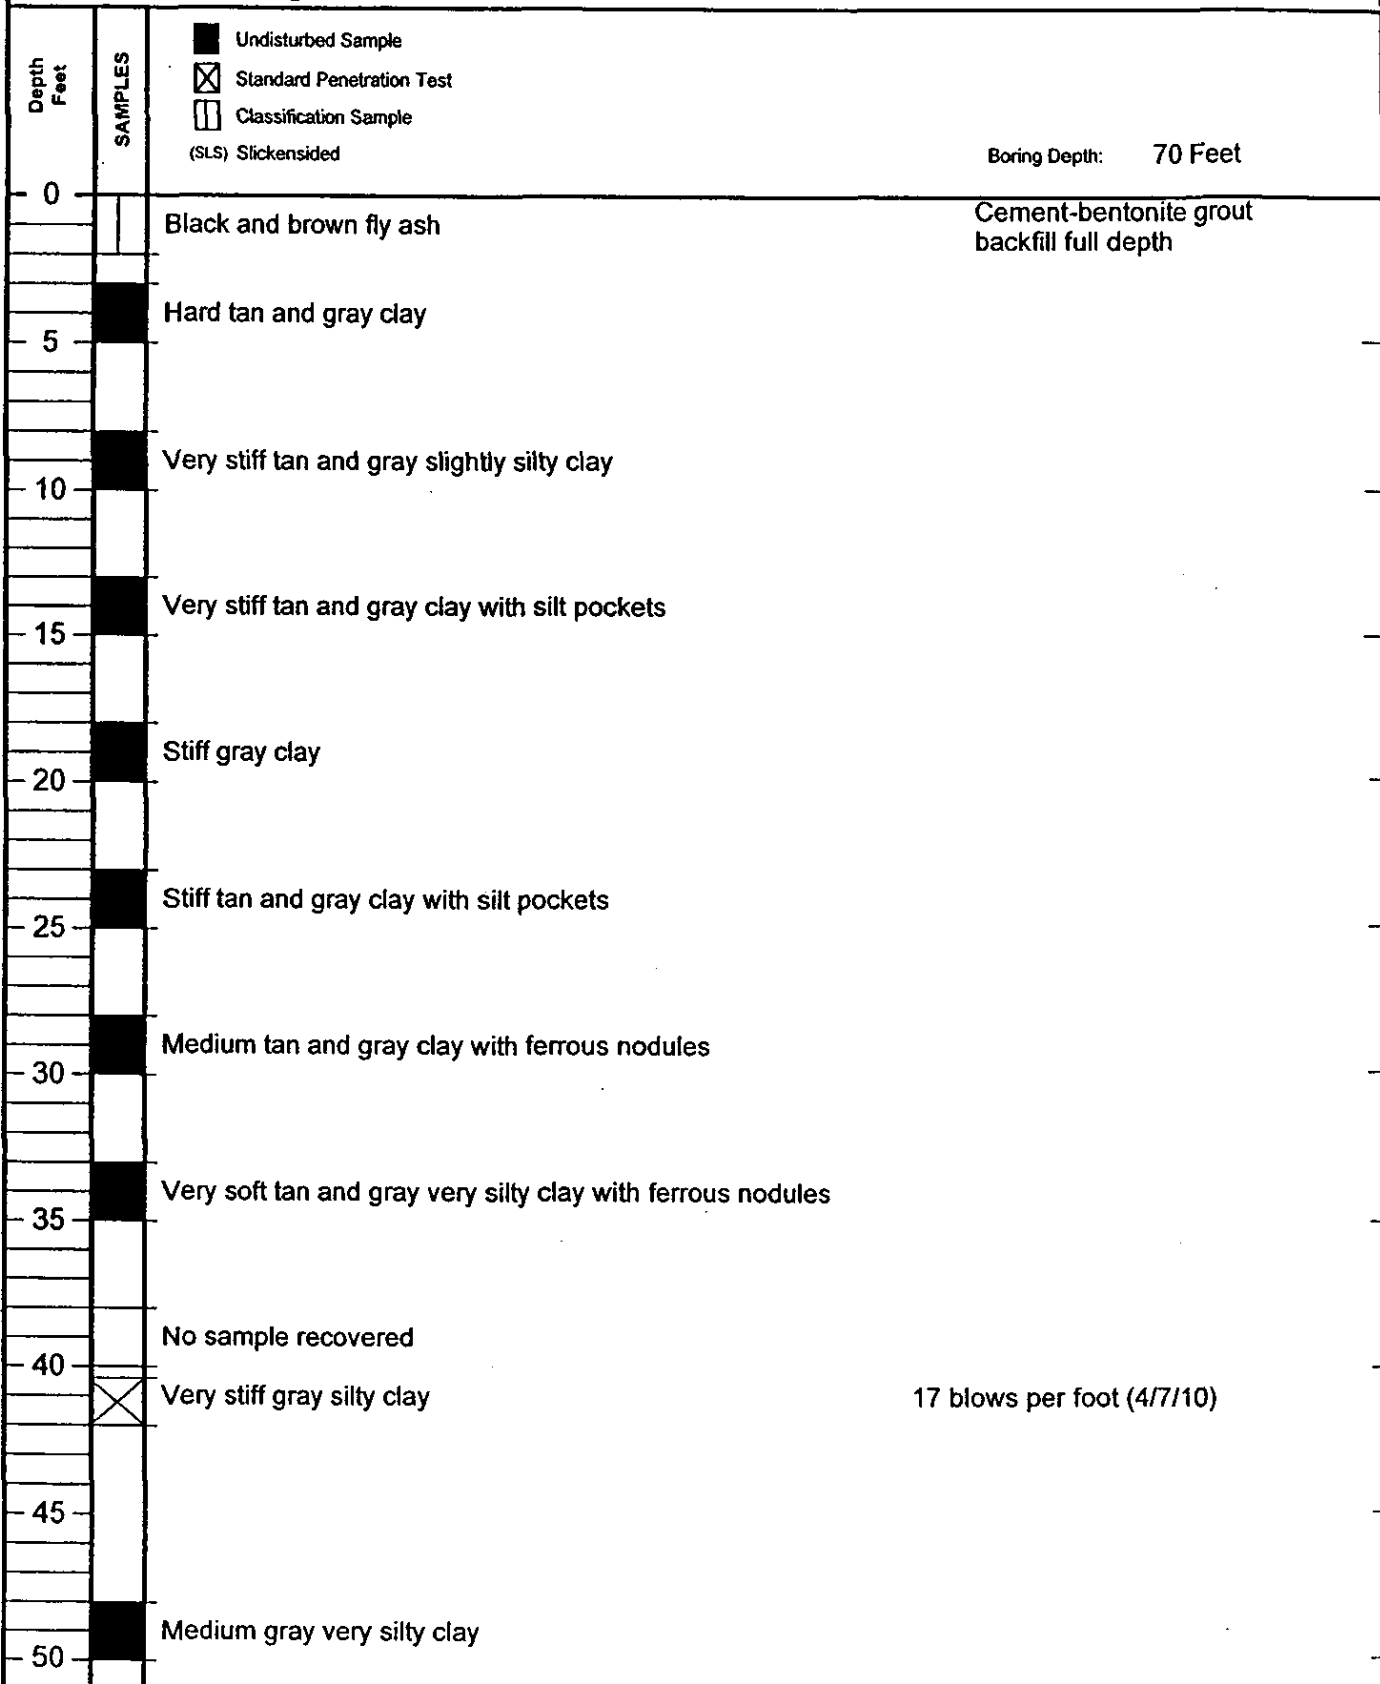 Depth
Feet
SAMPLES
Undisturbed Sample
Standard Penetration Test
Classification Sample
(SLS) Slickensided
Boring Depth: 70 Feet
0
Black and brown fly ash
Cement-bentonite grout
backfill full depth
Hard tan and gray clay
5
Very stiff tan and gray slightly silty clay
10
Very stiff tan and gray clay with silt pockets
15
Stiff gray clay
20
Stiff tan and gray clay with silt pockets
25
Medium tan and gray clay with ferrous nodules
30
Very soft tan and gray very silty clay with ferrous nodules
35
No sample recovered
40
Very stiff gray silty clay 17 blows per foot (4/7/10)
45
Medium gray very silty clay
50